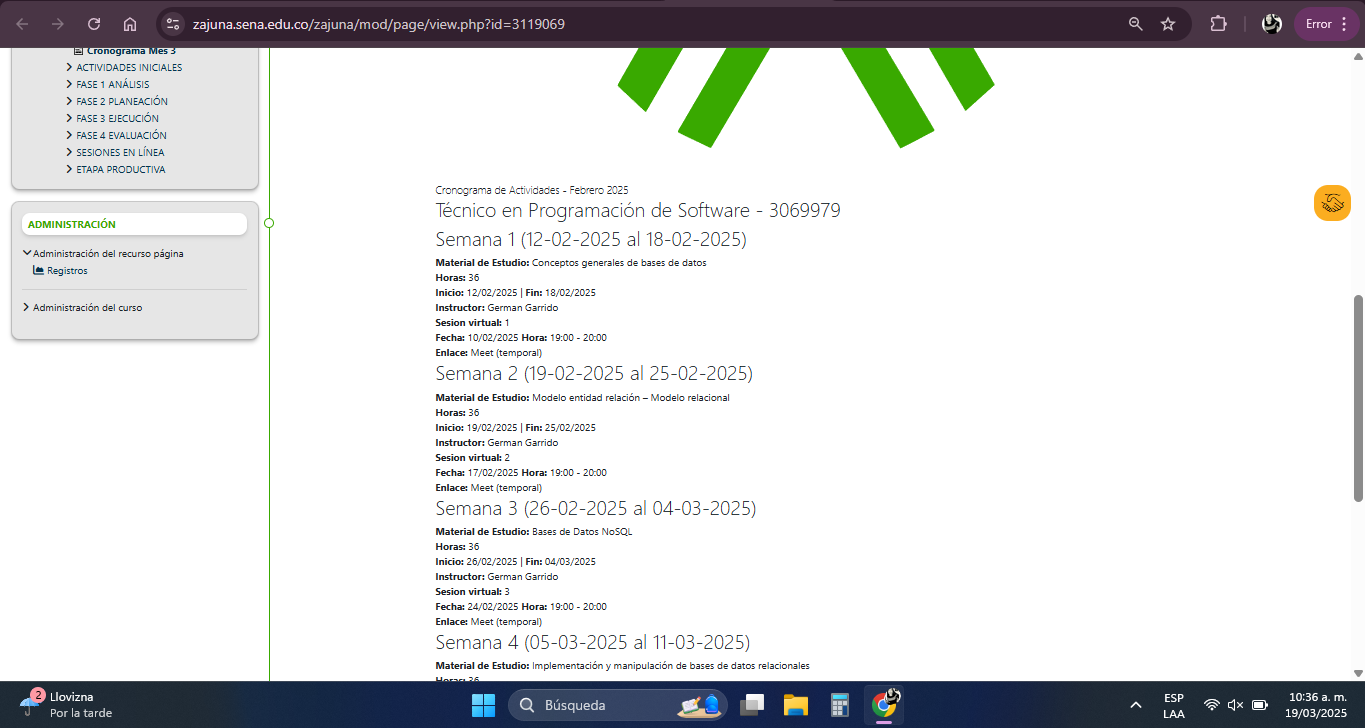 zajuna.sena.edu.co/zajuna/mod/page/view.php?id=3119069
Error
Cronograma Mes 3
ACTIVIDADES INICIALES
FASE 1 ANÁLISIS
FASE 2 PLANEACIÓN
FASE 3 EJECUCIÓN
FASE 4 EVALUACIÓN
SESIONES EN LÍNEA
ETAPA PRODUCTIVA
ADMINISTRACIÓN
Administración del recurso página
Registros
Administración del curso
Cronograma de Actividades - Febrero 2025
Técnico en Programación de Software - 3069979
Semana 1 (12-02-2025 al 18-02-2025)
Material de Estudio: Conceptos generales de bases de datos
Horas: 36
Inicio: 12/02/2025 | Fin: 18/02/2025
Instructor: German Garrido
Sesion virtual: 1
Fecha: 10/02/2025 Hora: 19:00 - 20:00
Enlace: Meet (temporal)
Semana 2 (19-02-2025 al 25-02-2025)
Material de Estudio: Modelo entidad relación – Modelo relacional
Horas: 36
Inicio: 19/02/2025 | Fin: 25/02/2025
Instructor: German Garrido
Sesion virtual: 2
Fecha: 17/02/2025 Hora: 19:00 - 20:00
Enlace: Meet (temporal)
Semana 3 (26-02-2025 al 04-03-2025)
Material de Estudio: Bases de Datos NoSQL
Horas: 36
Inicio: 26/02/2025 | Fin: 04/03/2025
Instructor: German Garrido
Sesion virtual: 3
Fecha: 24/02/2025 Hora: 19:00 - 20:00
Enlace: Meet (temporal)
Semana 4 (05-03-2025 al 11-03-2025)
Material de Estudio: Implementación y manipulación de bases de datos relacionales
Horas: 36
2
Llovizna
Por la tarde
Búsqueda
ESP
LAA
10:36 a. m.
19/03/2025